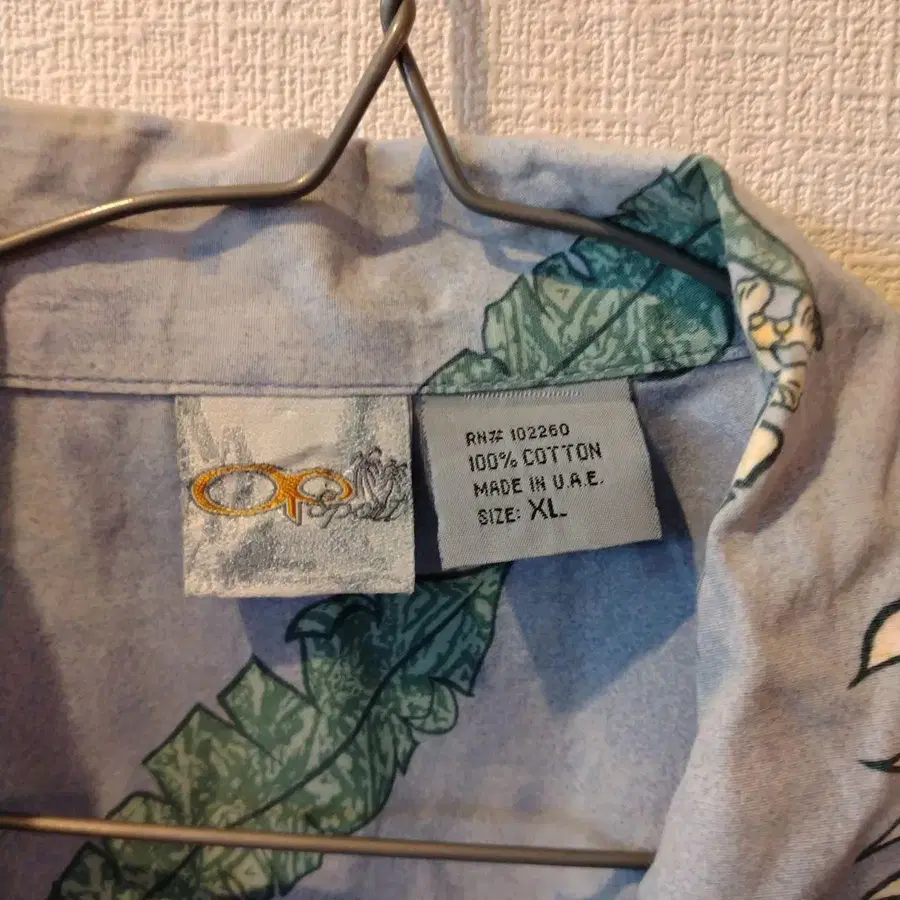 Op
Sport
RN# 102260
100% COTTON
MADE IN U.A.E.
SIZE: XL